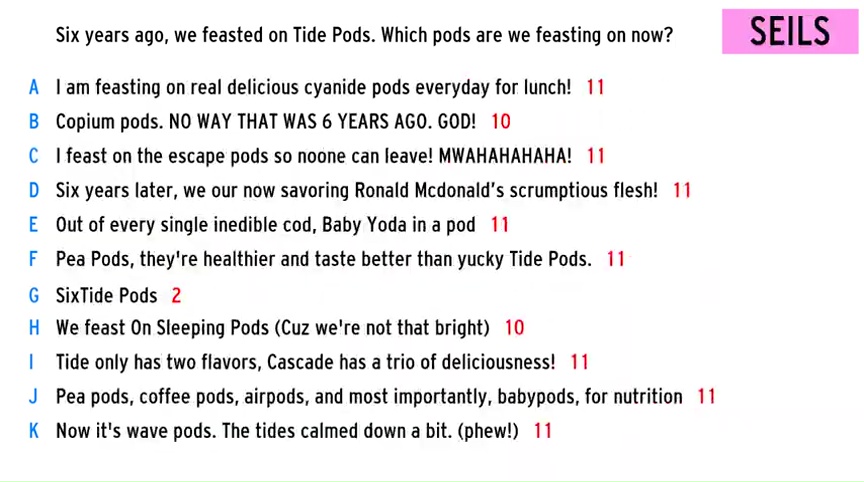 Six years ago, we feasted on Tide Pods. Which pods are we feasting on now?
SEILS
A I am feasting on real delicious cyanide pods everyday for lunch! 11
B Copium pods. NO WAY THAT WAS 6 YEARS AGO. GOD! 10
C I feast on the escape pods so noone can leave! MWAHAHAHAHA! 11
D Six years later, we our now savoring Ronald Mcdonald's scrumptious flesh! 11
E Out of every single inedible cod, Baby Yoda in a pod 11
F Pea Pods, they're healthier and taste better than yucky Tide Pods. 11
G SixTide Pods 2
H We feast On Sleeping Pods (Cuz we're not that bright) 10
I Tide only has two flavors, Cascade has a trio of deliciousness! 11
J Pea pods, coffee pods, airpods, and most importantly, babypods, for nutrition 11
K Now it's wave pods. The tides calmed down a bit. (phew!) 11